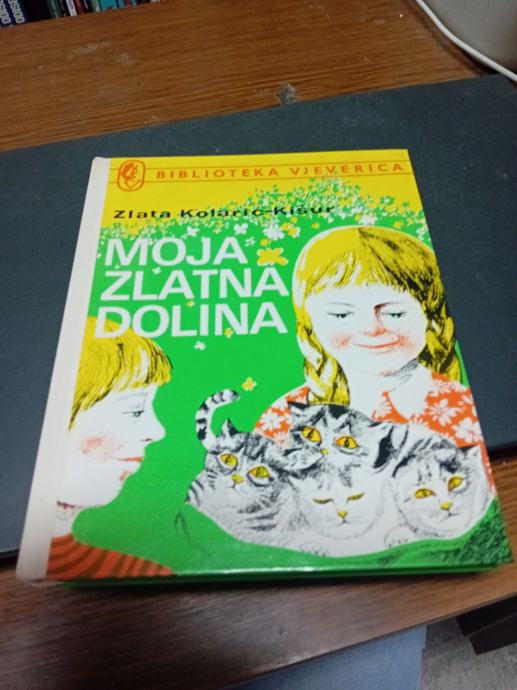 BIBLIOTEKA VJEVERICA
Zlata Kolarić-Kišur
MOJA
ZLATNA
DOLINA